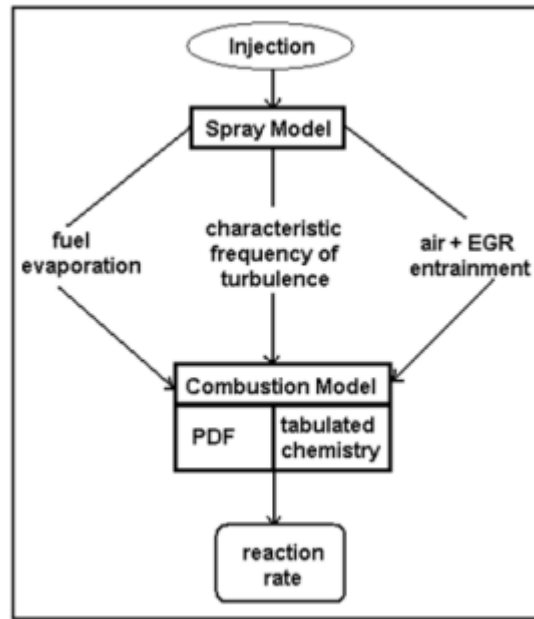 Injection
Spray Model
fuel
evaporation
characteristic
frequency of
turbulence
air + EGR
entrainment
Combustion Model
PDF
tabulated
chemistry
reaction
rate